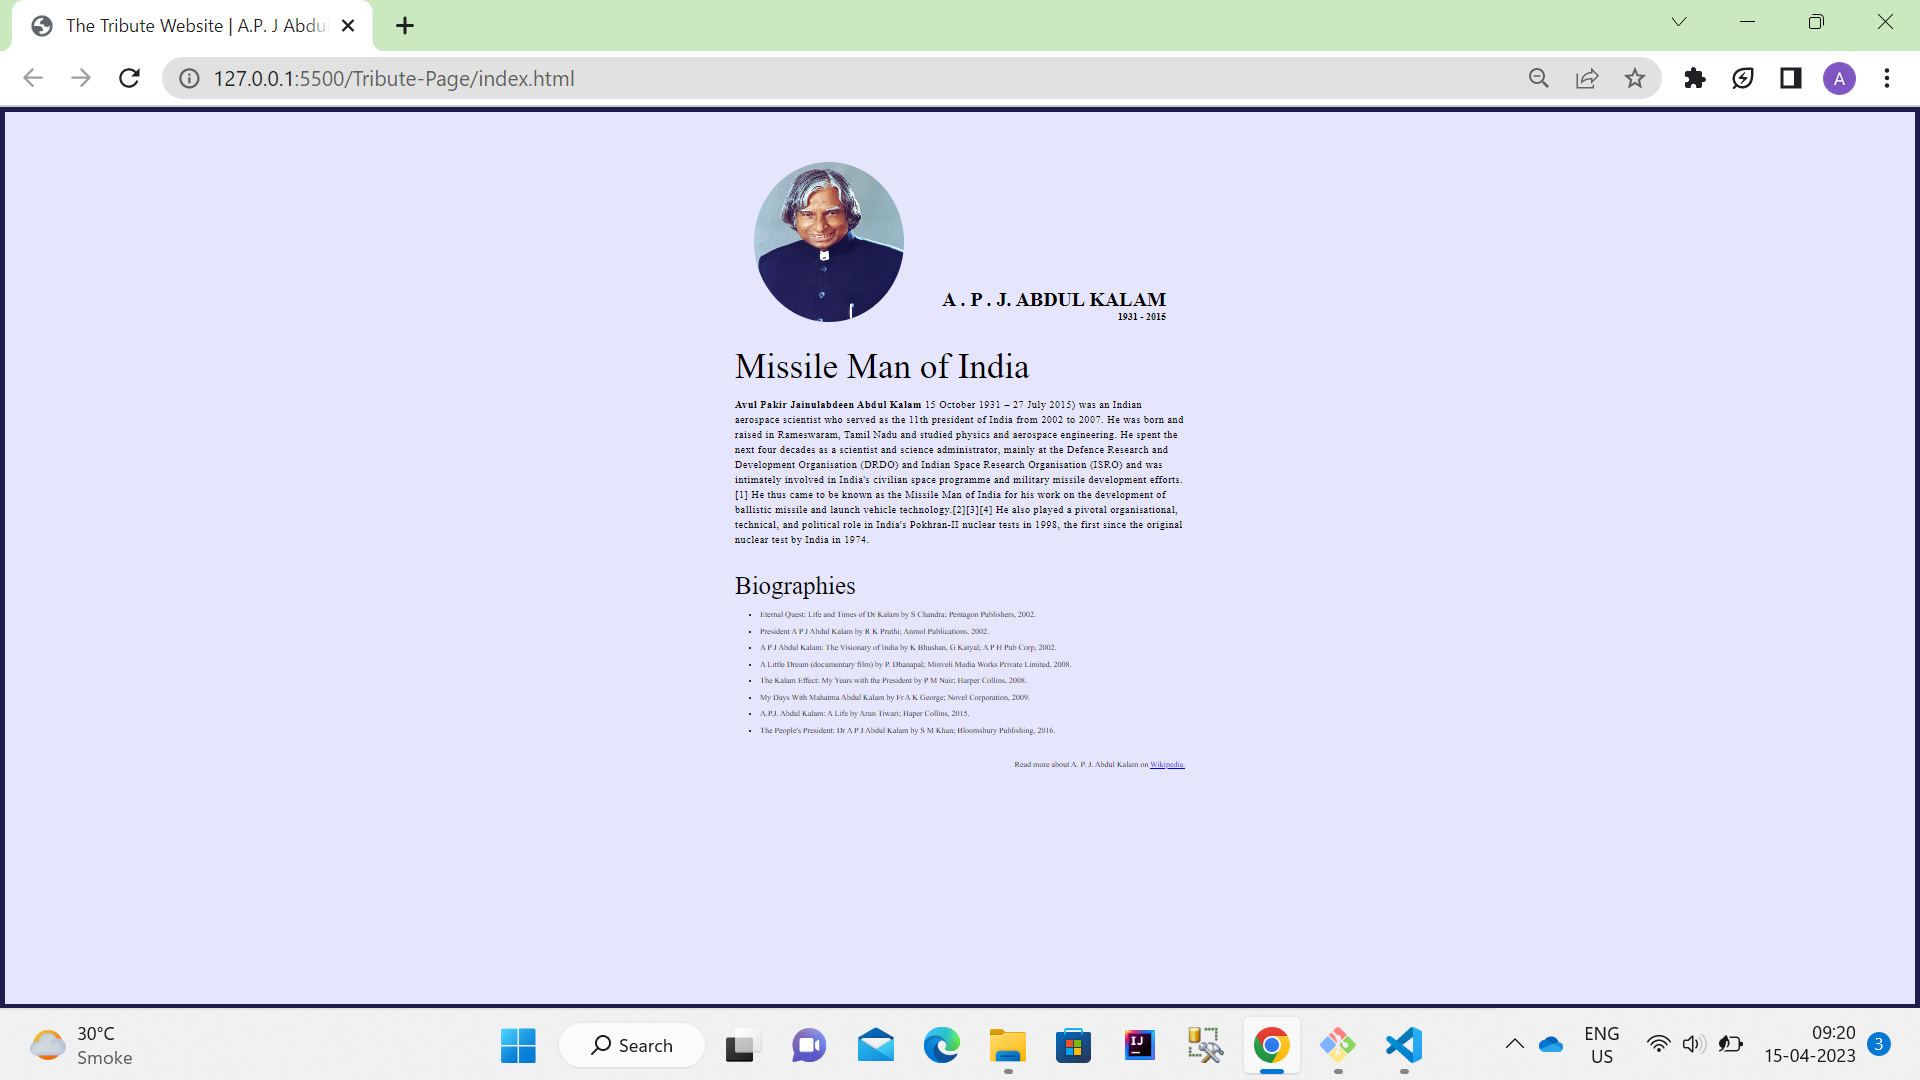 The Tribute Website | A.P. J Abdu
127.0.0.1:5500/Tribute-Page/index.html
A
A . P . J. ABDUL KALAM
1931 - 2015
Missile Man of India
Avul Pakir Jainulabdeen Abdul Kalam 15 October 1931 – 27 July 2015) was an Indian
aerospace scientist who served as the 11th president of India from 2002 to 2007. He was born and
raised in Rameswaram, Tamil Nadu and studied physics and aerospace engineering. He spent the
next four decades as a scientist and science administrator, mainly at the Defence Research and
Development Organisation (DRDO) and Indian Space Research Organisation (ISRO) and was
intimately involved in India's civilian space programme and military missile development efforts.
[1] He thus came to be known as the Missile Man of India for his work on the development of
ballistic missile and launch vehicle technology.[2][3][4] He also played a pivotal organisational,
technical, and political role in India's Pokhran-II nuclear tests in 1998, the first since the original
nuclear test by India in 1974.
Biographies
• Eternal Quest: Life and Times of Dr Kalam by S Chandra; Pentagon Publishers, 2002.
• President A P J Abdul Kalam by R K Pruthi; Anmol Publications, 2002.
• A P J Abdul Kalam: The Visionary of India by K Bhushan, G Katyal; A P H Pub Corp, 2002.
• A Little Dream (documentary film) by P. Dhanapal; Minveli Media Works Private Limited, 2008.
• The Kalam Effect: My Years with the President by P M Nair; Harper Collins, 2008.
• My Days With Mahatma Abdul Kalam by Fr A K George; Novel Corporation, 2009.
• A.P.J. Abdul Kalam: A Life by Arun Tiwari; Haper Collins, 2015.
• The People's President: Dr A P J Abdul Kalam by S M Khan; Bloomsbury Publishing, 2016.
Read more about A. P. J. Abdul Kalam on Wikipedia.
30°C
Smoke
Search
IJ
ENG
US
09:20
15-04-2023
3